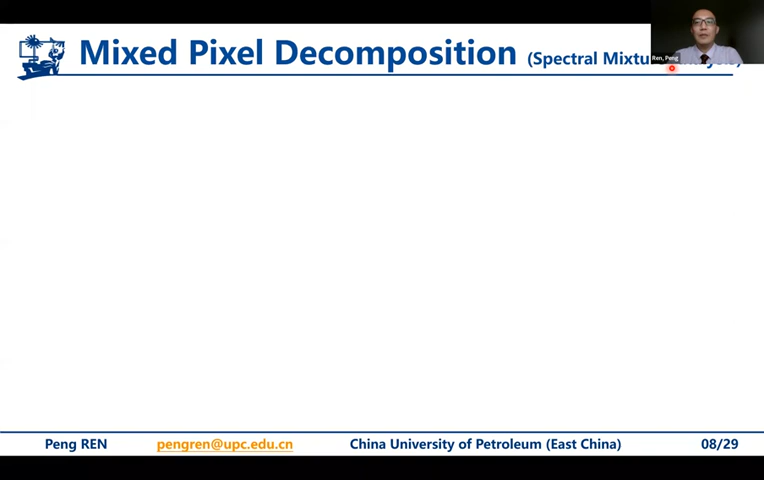 Mixed Pixel Decomposition (Spectral Mixtu
Ren, Peng
Peng REN pengren@upc.edu.cn China University of Petroleum (East China) 08/29